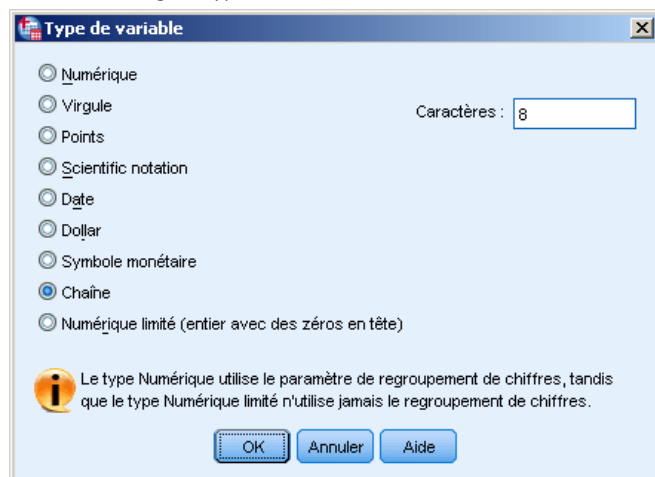 Type de variable
Numérique
Virgule
Caractères : 8
Points
Scientific notation
Date
Dollar
Symbole monétaire
Chaîne
Numérique limité (entier avec des zéros en tête)
Le type Numérique utilise le paramètre de regroupement de chiffres, tandis
que le type Numérique limité n'utilise jamais le regroupement de chiffres.
OK Annuler Aide